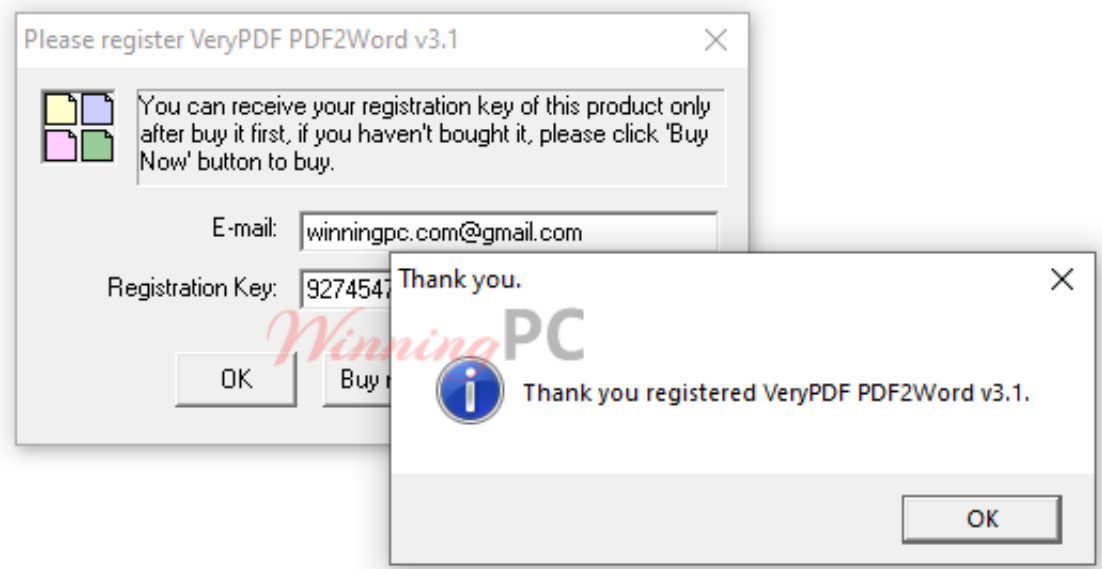 Please register VeryPDF PDF2Word v3.1
You can receive your registration key of this product only
after buy it first, if you haven't bought it, please click 'Buy
Now' button to buy.
E-mail: winningpc.com@gmail.com
Registration Key: 9274547
OK
Buy
Thank you.
WinningPC
Thank you registered VeryPDF PDF2Word v3.1.
OK